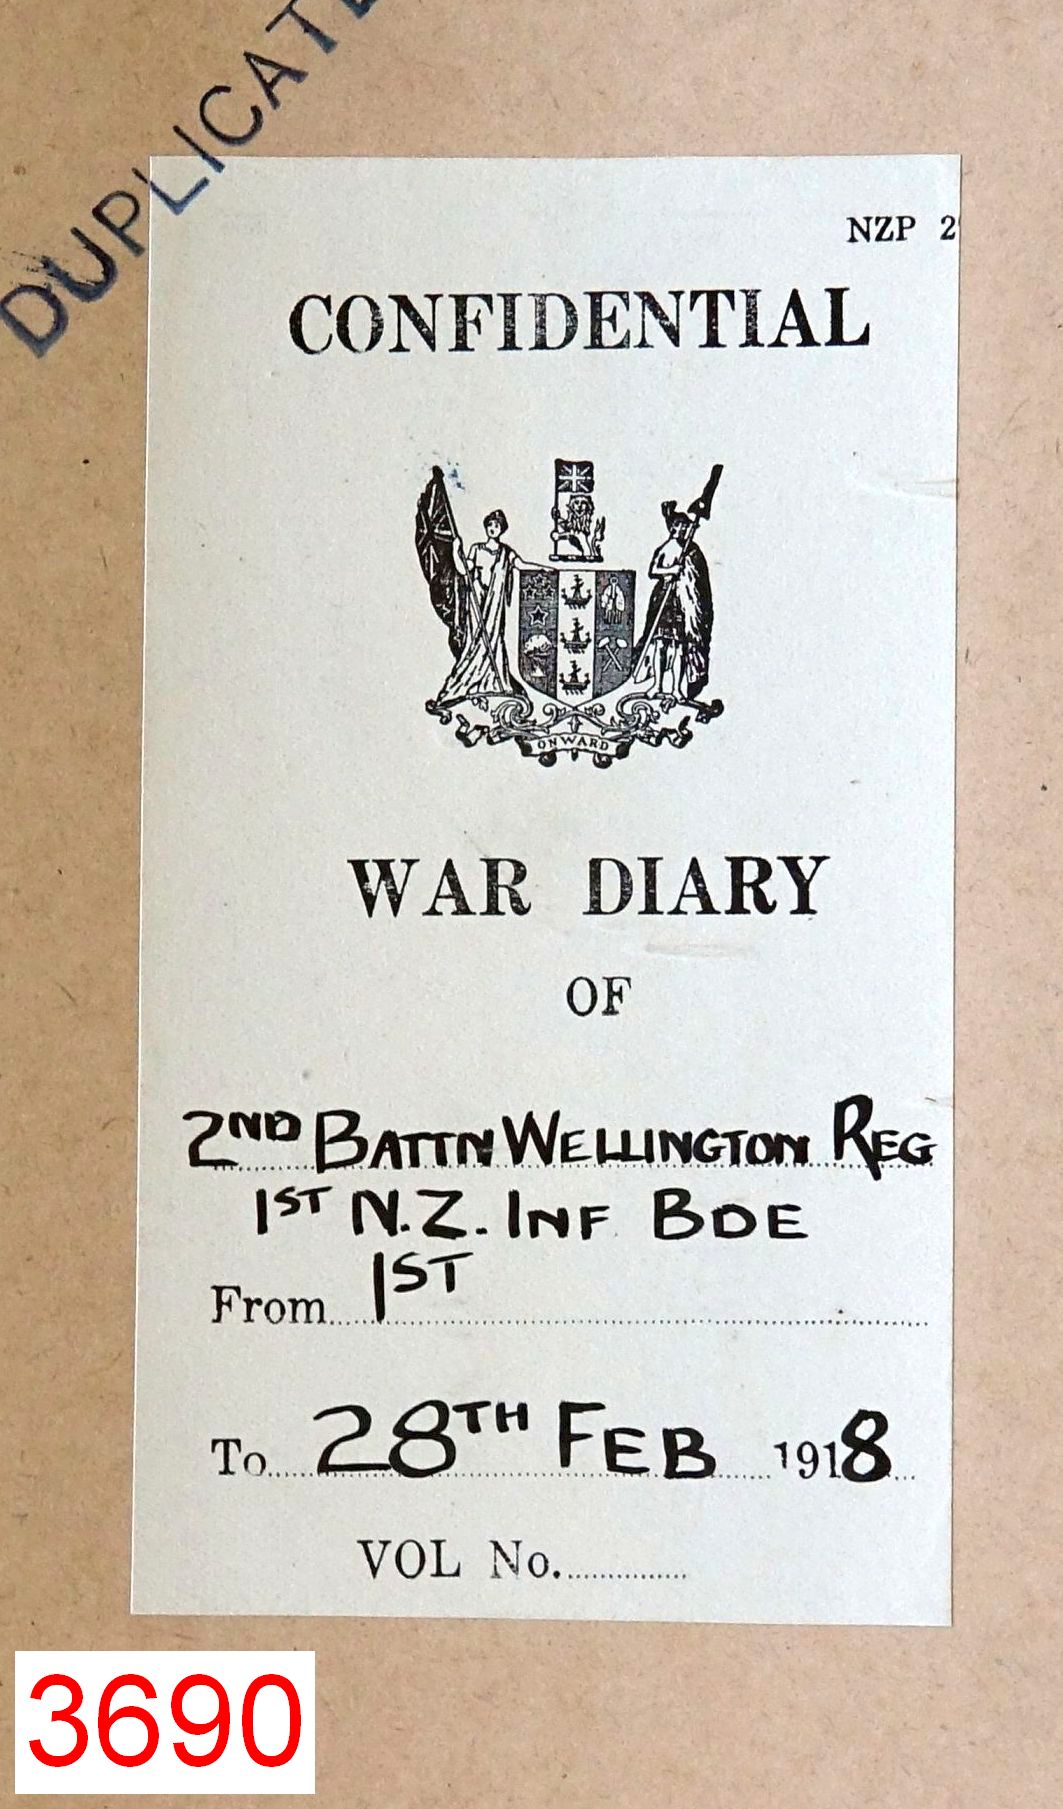 DUPLICATE
NZP 2
CONFIDENTIAL
ONWARD
WAR DIARY
OF
2ND BATTN WELLINGTON REG
1ST N.Z. INF BDE
From 1ST
To 28TH FEB 1918
VOL No.
3690